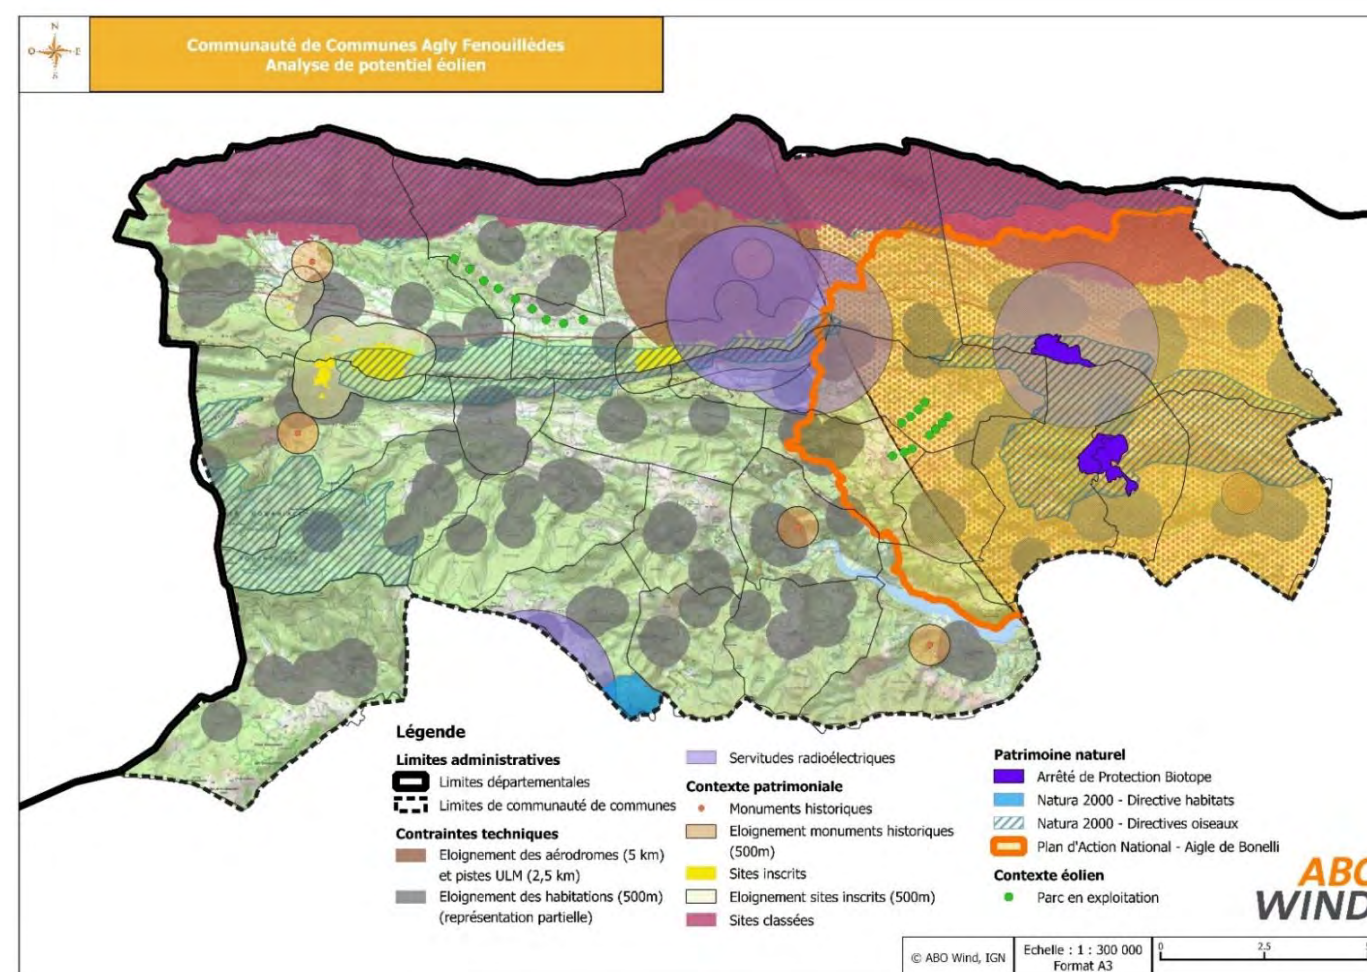 N
O
E
S
Communauté de Communes Agly Fenouillèdes
Analyse de potentiel éolien
Légende
Limites administratives
Limites départementales
Limites de communauté de communes
Contraintes techniques
Eloignement des aérodromes (5 km)
et pistes ULM (2,5 km)
Eloignement des habitations (500m)
(représentation partielle)
Servitudes radioélectriques
Contexte patrimoniale
Monuments historiques
Eloignement monuments historiques
(500m)
Sites inscrits
Eloignement sites inscrits (500m)
Sites classées
Patrimoine naturel
Arrêté de Protection Biotope
Natura 2000 - Directive habitats
Natura 2000 - Directives oiseaux
Plan d'Action National - Aigle de Bonelli
Contexte éolien
Parc en exploitation
ABO
WIND
© ABO Wind, IGN
Echelle : 1 : 300 000
Format A3
0
2.5